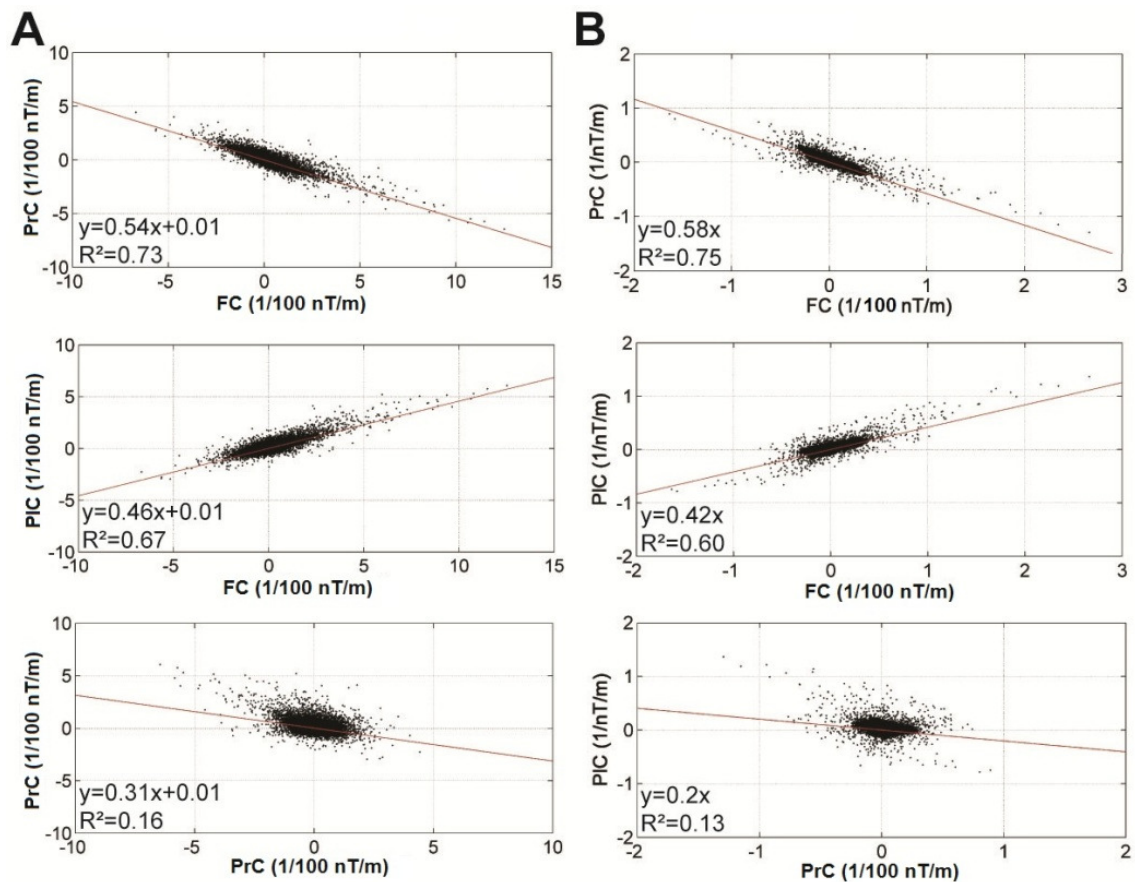 A
B
10
5
0
-5
-10
PrC (1/100 nT/m)
y=0.54x+0.01
R²=0.73
-10
-5
0
5
10
15
FC (1/100 nT/m)
2
1
0
-1
-2
PrC (1/nT/m)
y=0.58x
R²=0.75
-2
-1
0
1
2
3
FC (1/100 nT/m)
10
5
0
-5
-10
PIC (1/100 nT/m)
y=0.46x+0.01
R²=0.67
-10
-5
0
5
10
15
FC (1/100 nT/m)
2
1
0
-1
-2
PIC (1/nT/m)
y=0.42x
R²=0.60
-2
-1
0
1
2
3
FC (1/100 nT/m)
10
5
0
-5
-10
PrC (1/100 nT/m)
y=0.31x+0.01
R²=0.16
-10
-5
0
5
10
PrC (1/100 nT/m)
2
1
0
-1
-2
PIC (1/nT/m)
y=0.2x
R²=0.13
-2
-1
0
1
2
PrC (1/100 nT/m)